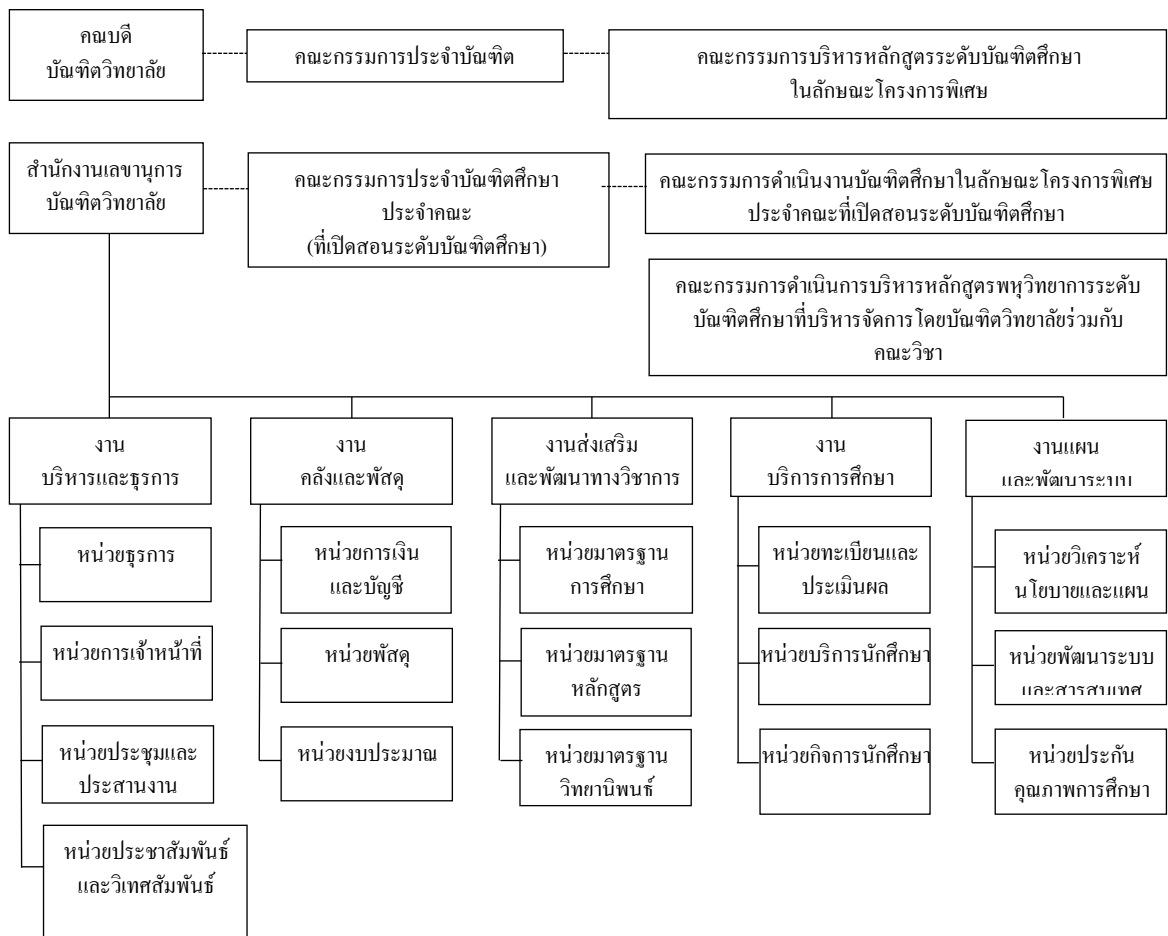 คณบดี
บัณฑิตวิทยาลัย
คณะกรรมการประจำบัณฑิต
คณะกรรมการบริหารหลักสูตรระดับบัณฑิตศึกษา
ในลักษณะโครงการพิเศษ
สำนักงานเลขานุการ
บัณฑิตวิทยาลัย
คณะกรรมการประจำบัณฑิตศึกษา
ประจำคณะ
(ที่เปิดสอนระดับบัณฑิตศึกษา)
คณะกรรมการดำเนินงานบัณฑิตศึกษาในลักษณะโครงการพิเศษ
ประจำคณะที่เปิดสอนระดับบัณฑิตศึกษา
คณะกรรมการดำเนินการบริหารหลักสูตรพหุวิทยาการระดับ
บัณฑิตศึกษาที่บริหารจัดการโดยบัณฑิตวิทยาลัยร่วมกับ
คณะวิชา
งาน
บริหารและธุรการ
งาน
คลังและพัสดุ
งานส่งเสริม
และพัฒนาทางวิชาการ
งาน
บริการการศึกษา
งานแผน
และพัฒนาระบบ
หน่วยธุรการ
หน่วยการเจ้าหน้าที่
หน่วยประชุมและ
ประสานงาน
หน่วยประชาสัมพันธ์
และวิเทศสัมพันธ์
หน่วยการเงิน
และบัญชี
หน่วยพัสดุ
หน่วยงบประมาณ
หน่วยมาตรฐาน
การศึกษา
หน่วยมาตรฐาน
หลักสูตร
หน่วยมาตรฐาน
วิทยานิพนธ์
หน่วยทะเบียนและ
ประเมินผล
หน่วยบริการนักศึกษา
หน่วยกิจการนักศึกษา
หน่วยวิเคราะห์
นโยบายและแผน
หน่วยพัฒนาระบบ
และสารสนเทศ
หน่วยประกัน
คุณภาพการศึกษา